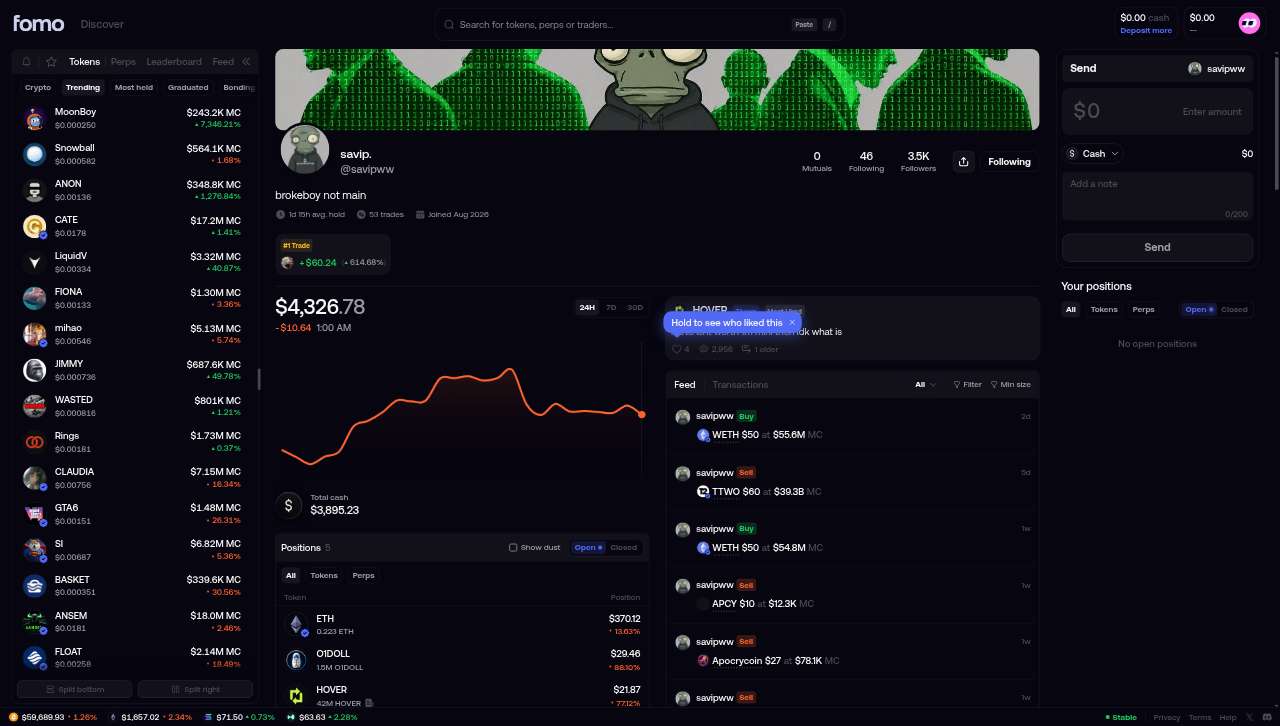 fomo
Discover
Search for tokens, perps or traders...
Paste
/
$0.00 cash
Deposit more
$0.00
—
Tokens
Perps
Leaderboard
Feed
Crypto
Trending
Most held
Graduated
Bonding
MoonBoy
$0.000250
$243.2K MC
7,346.21%
Snowball
$0.000582
$564.1K MC
1.68%
ANON
$0.00136
$348.8K MC
1,276.84%
CATE
$0.0178
$17.2M MC
1.41%
LiquidV
$0.00334
$3.32M MC
40.87%
FIONA
$0.00133
$1.30M MC
3.36%
mihao
$0.00546
$5.13M MC
5.74%
JIMMY
$0.000736
$687.6K MC
49.78%
WASTED
$0.000816
$801K MC
1.21%
Rings
$0.00181
$1.73M MC
0.37%
CLAUDIA
$0.00756
$7.15M MC
18.34%
GTA6
$0.00151
$1.48M MC
26.31%
SI
$0.00687
$6.82M MC
5.36%
BASKET
$0.000351
$339.6K MC
30.56%
ANSEM
$0.0181
$18.0M MC
2.46%
FLOAT
$0.00258
$2.14M MC
18.49%
Split bottom
Split right
savip.
@savipww
0
Mutuals
46
Following
3.5K
Followers
Following
brokeboy not main
1d 15h avg. hold
53 trades
Joined Aug 2026
#1 Trade
+$60.24
614.68%
$4,326.78
-$10.64 1:00 AM
24H
7D
30D
Total cash
$3,895.23
Positions 5
Show dust
Open
Closed
All
Tokens
Perps
Token
Position
ETH
0.223 ETH
$370.12
13.63%
O1DOLL
1.5M O1DOLL
$29.46
88.10%
HOVER
42M HOVER
$21.87
77.12%
HOVER
Hold to see who liked this ×
idk what is
4
2,956
1 older
Feed
Transactions
All
Filter
Min size
savipww Buy
2d
WETH $50 at $55.6M MC
savipww Sell
5d
TTWO $60 at $39.3B MC
savipww Buy
1w
WETH $50 at $54.8M MC
savipww Sell
1w
APCY $10 at $12.3K MC
savipww Sell
1w
Apocrycoin $27 at $78.1K MC
savipww Sell
1w
Send
savipww
$0
Enter amount
$ Cash
$0
Add a note
0/200
Send
Your positions
All
Tokens
Perps
Open
Closed
No open positions
$59,689.93 1.26%
$1,657.02 2.34%
$71.50 0.73%
$63.63 2.28%
Stable
Privacy
Terms
Help